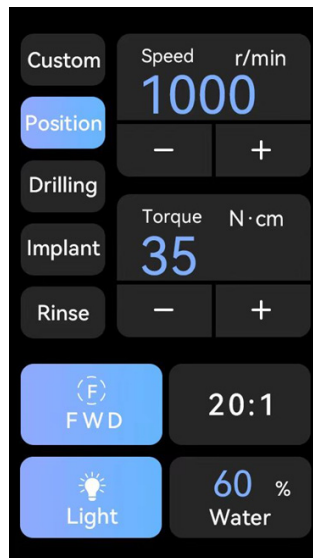 Custom
Position
Drilling
Implant
Rinse
Speed r/min
1000
− +
Torque N·cm
35
− +
(F)
FWD
20:1
Light
60 %
Water